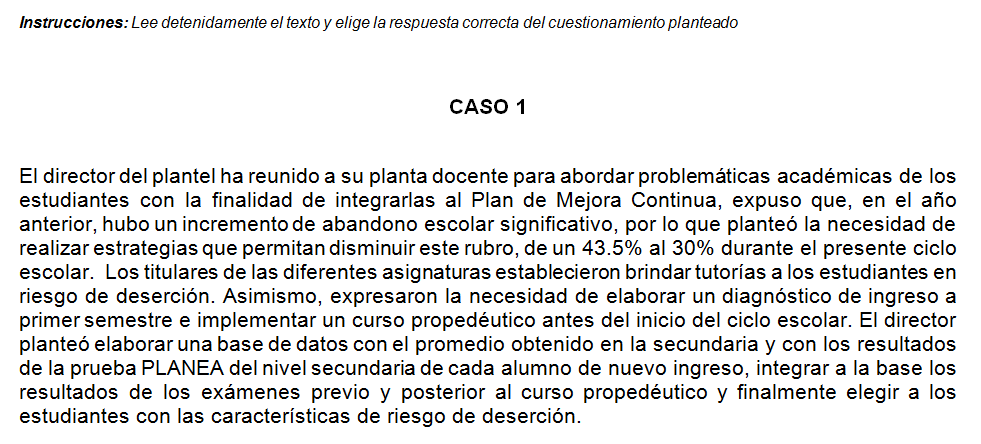 Instrucciones: Lee detenidamente el texto y elige la respuesta correcta del cuestionamiento planteado
CASO 1
El director del plantel ha reunido a su planta docente para abordar problemáticas académicas de los
estudiantes con la finalidad de integrarlas al Plan de Mejora Continua, expuso que, en el año
anterior, hubo un incremento de abandono escolar significativo, por lo que planteó la necesidad de
realizar estrategias que permitan disminuir este rubro, de un 43.5% al 30% durante el presente ciclo
escolar. Los titulares de las diferentes asignaturas establecieron brindar tutorías a los estudiantes en
riesgo de deserción. Asimismo, expresaron la necesidad de elaborar un diagnóstico de ingreso a
primer semestre e implementar un curso propedéutico antes del inicio del ciclo escolar. El director
planteó elaborar una base de datos con el promedio obtenido en la secundaria y con los resultados
de la prueba PLANEA del nivel secundaria de cada alumno de nuevo ingreso, integrar a la base los
resultados de los exámenes previo y posterior al curso propedéutico y finalmente elegir a los
estudiantes con las características de riesgo de deserción.